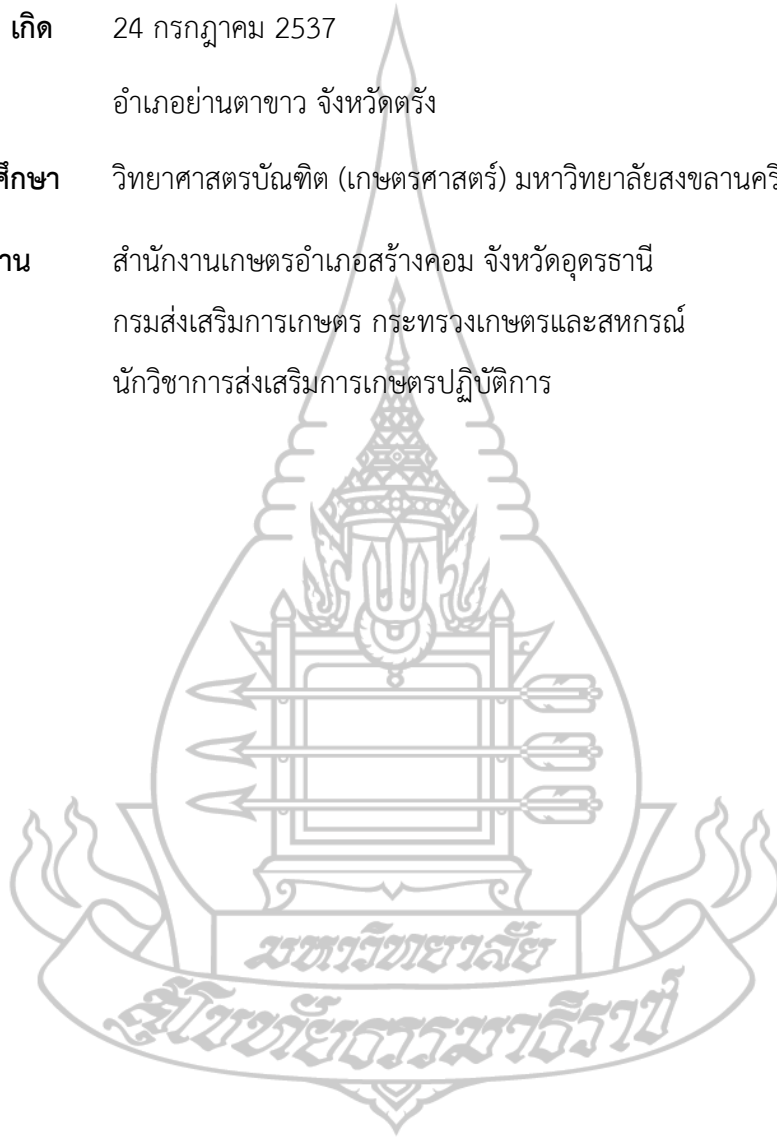 เกิด 24 กรกฎาคม 2537
อำเภอย่านตาขาว จังหวัดตรัง
ศึกษา วิทยาศาสตรบัณฑิต (เกษตรศาสตร์) มหาวิทยาลัยสงขลานคริ
าน สำนักงานเกษตรอำเภอสร้างคอม จังหวัดอุดรธานี
กรมส่งเสริมการเกษตร กระทรวงเกษตรและสหกรณ์
นักวิชาการส่งเสริมการเกษตรปฏิบัติการ
มหาวิทยาลัย
สุโขทัยธรรมาธิราช